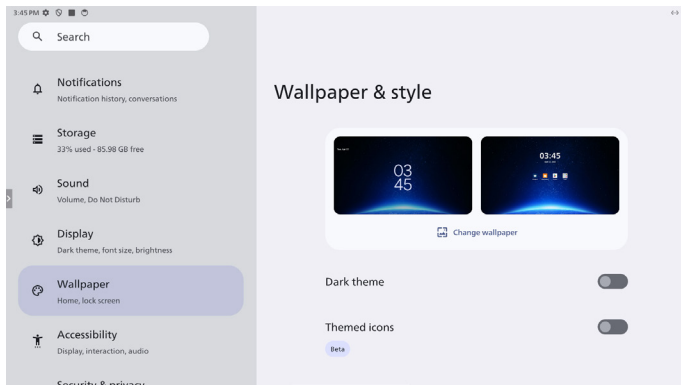 3:45 PM
Search
Notifications
Notification history, conversations
Storage
33% used - 85.98 GB free
Sound
Volume, Do Not Disturb
Display
Dark theme, font size, brightness
Wallpaper
Home, lock screen
Accessibility
Display, interaction, audio
Security & privacy
Wallpaper & style
03
45
03:45
Change wallpaper
Dark theme
Themed icons
Beta